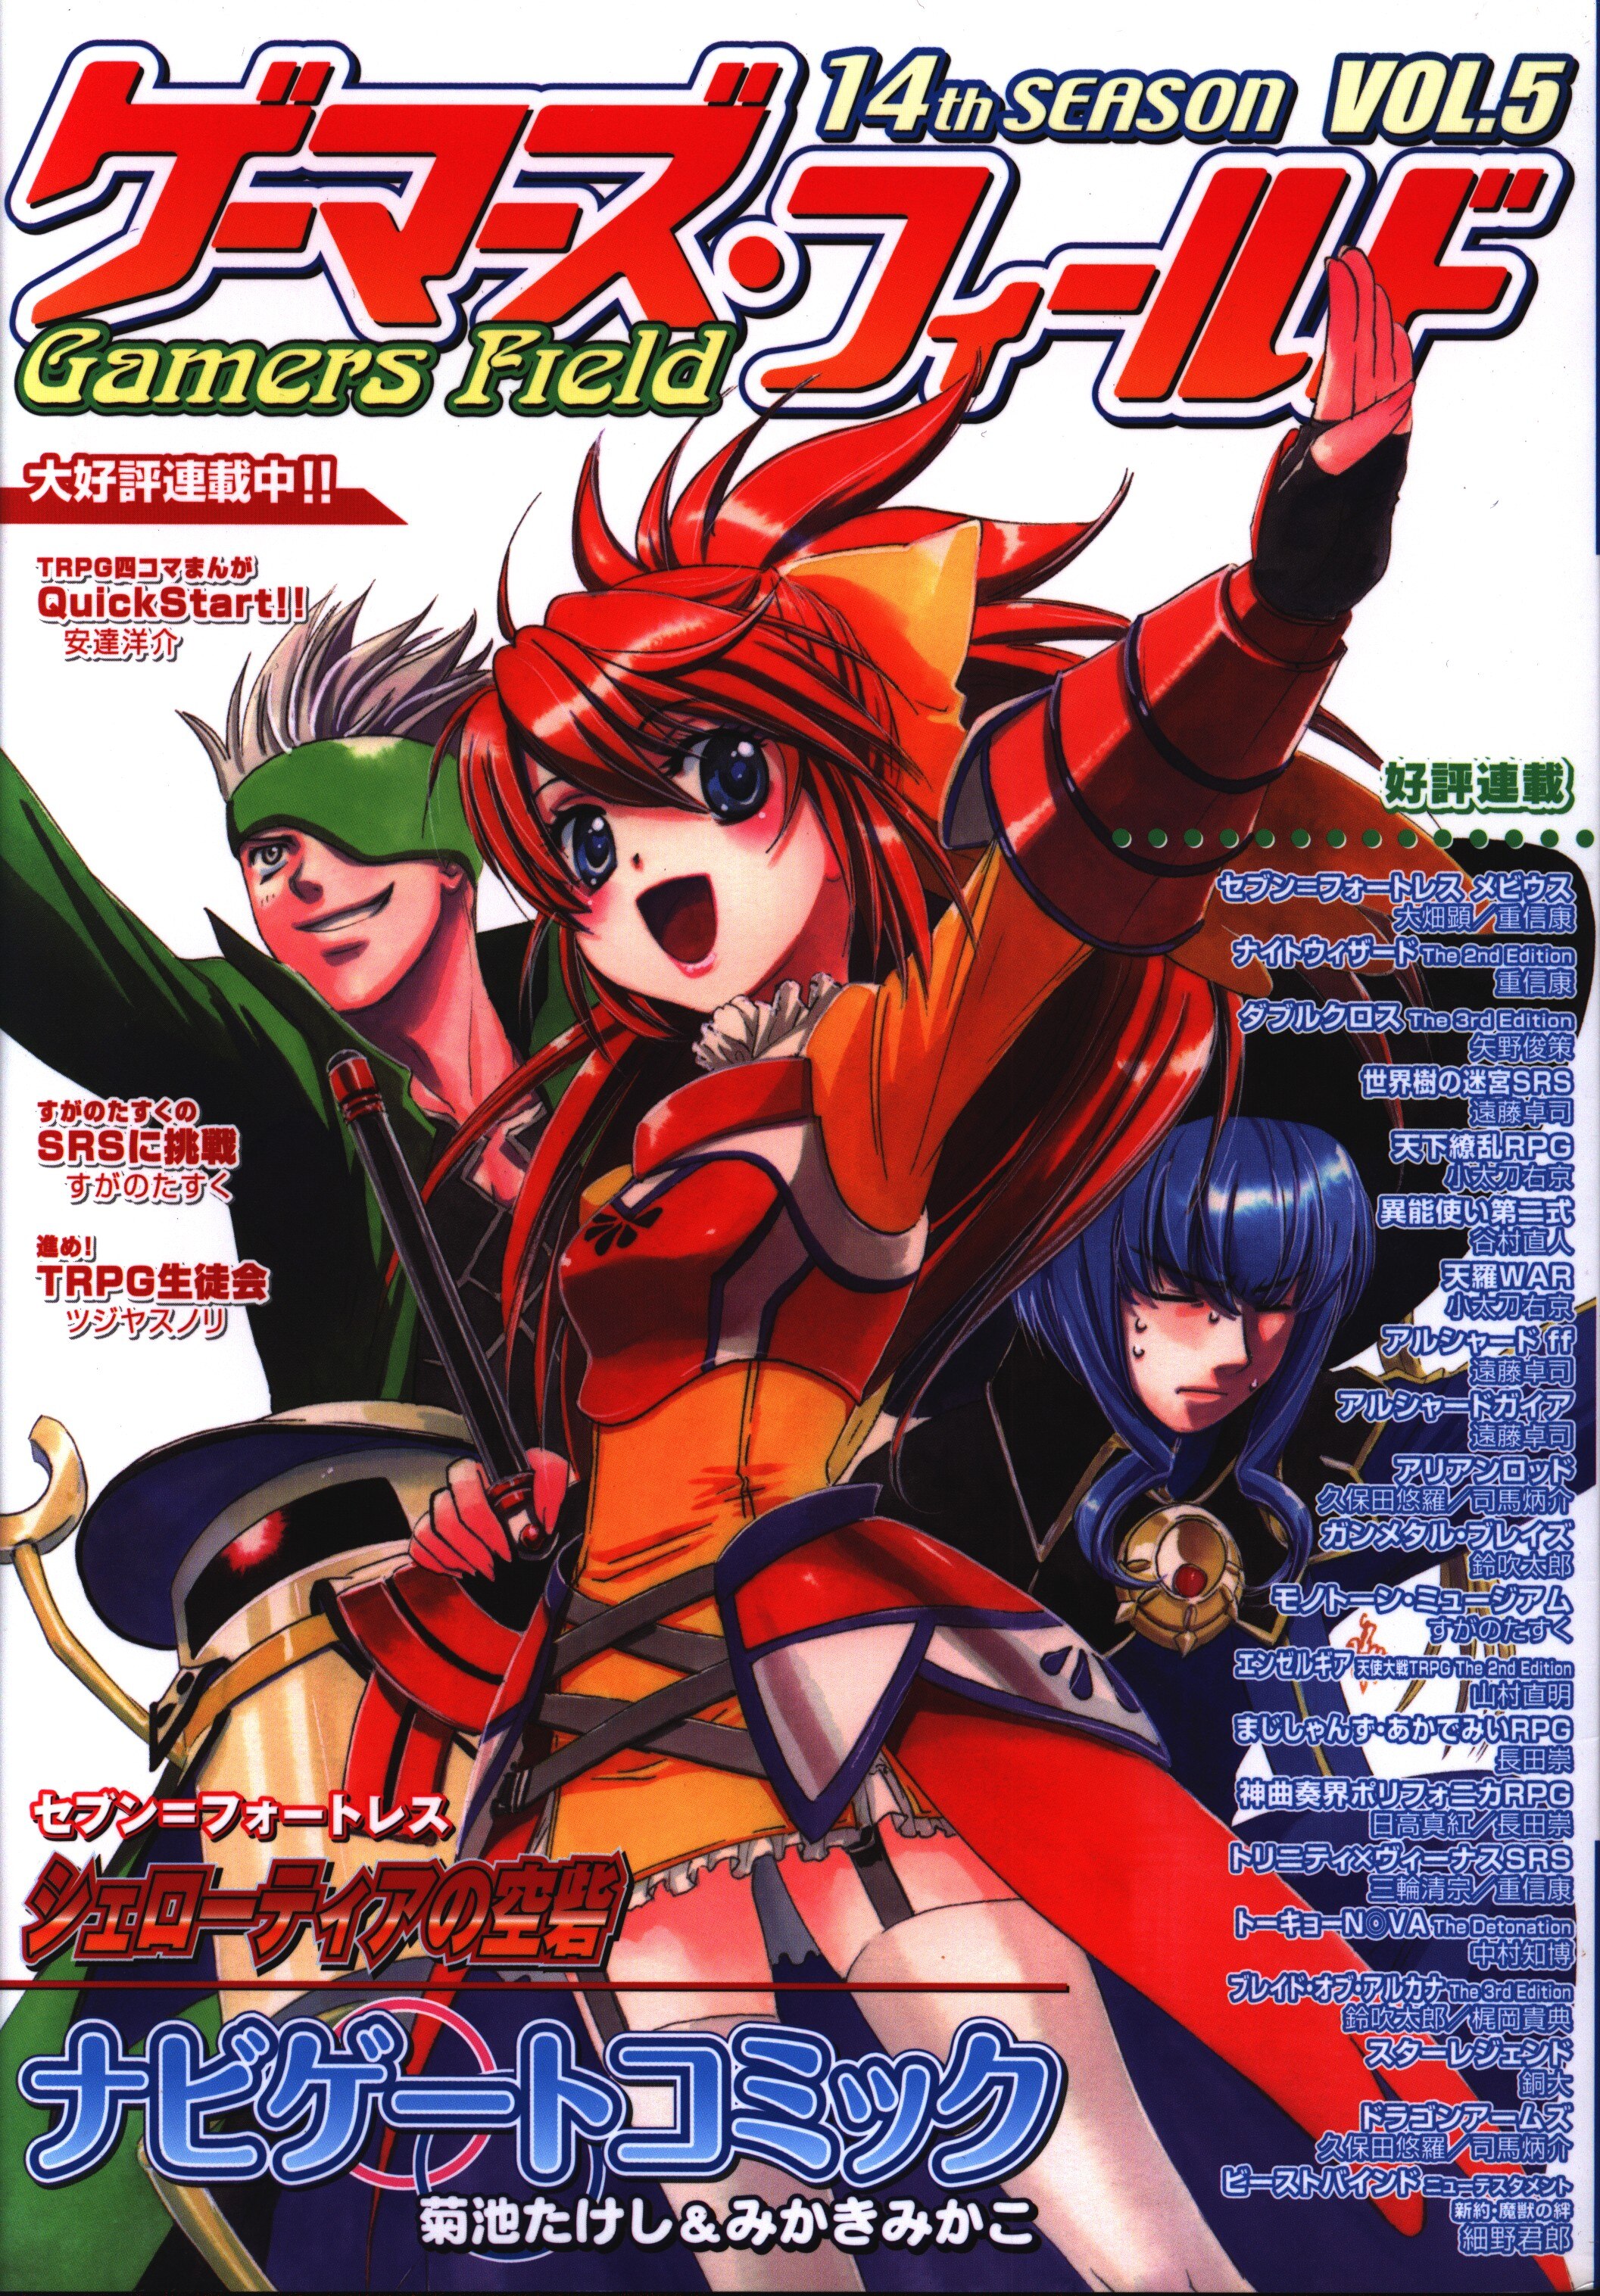 14th SEASON VOL.5
ゲーマーズ・フィールド
Gamers Field
大好評連載中!!
TRPG四コマまんが
QuickStart!!
安達洋介
すがのたすくの
SRSに挑戦
すがのたすく
進め!
TRPG生徒会
ツジヤスノリ
セブン=フォートレス
シェローティアの空砦
ナビゲートコミック
菊池たけし&みかきみかこ
好評連載
セブン=フォートレス メビウス
大畑顕/重信康
ナイトウィザード The 2nd Edition
重信康
ダブルクロス The 3rd Edition
矢野俊策
世界樹の迷宮SRS
遠藤卓司
天下繚乱RPG
小太刀右京
異能使い第二式
谷村直人
天羅WAR
小太刀右京
アルシャード ff
遠藤卓司
アルシャードガイア
遠藤卓司
アリアンロッド
久保田悠羅/司馬炳介
ガンメタル・ブレイズ
鈴吹太郎
モノトーン・ミュージアム
すがのたすく
エンゼルギア 天使大戦TRPG The 2nd Edition
山村直明
まじしゃんず・あかでみいRPG
長田崇
神曲奏界ポリフォニカRPG
日高真紅/長田崇
トリニティ×ヴィーナスSRS
三輪清宗/重信康
トーキョーN◎VA The Detonation
中村知博
ブレイド・オブ・アルカナ The 3rd Edition
鈴吹太郎/梶岡貴典
スターレジェンド
銅大
ドラゴンアームズ
久保田悠羅/司馬炳介
ビーストバインド ニューテスタメント
新約・魔獣の絆
細野君郎